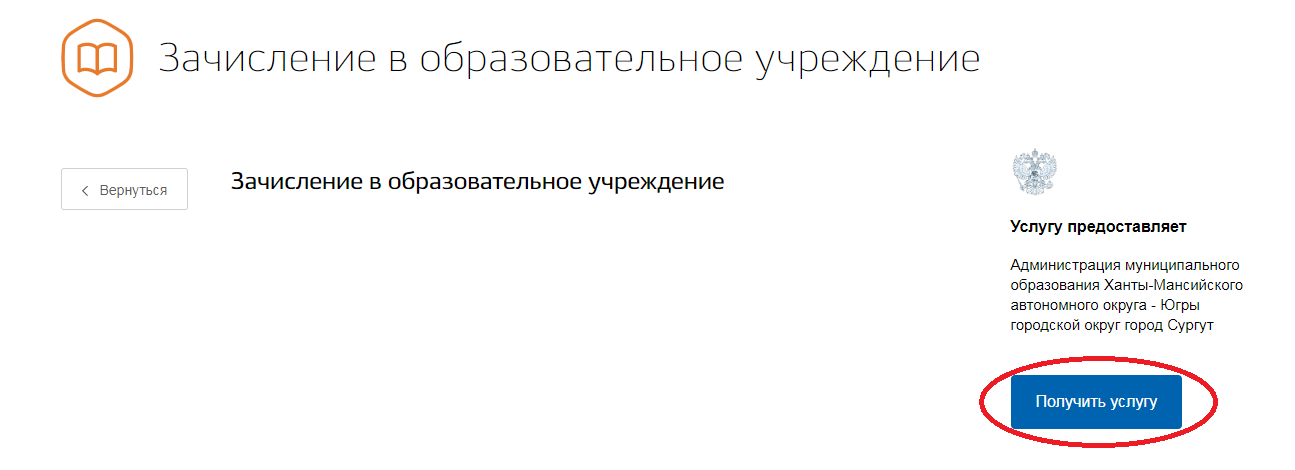 Зачисление в образовательное учреждение
Вернуться
Зачисление в образовательное учреждение
Услугу предоставляет
Администрация муниципального
образования Ханты-Мансийского
автономного округа - Югры
городской округ город Сургут
Получить услугу